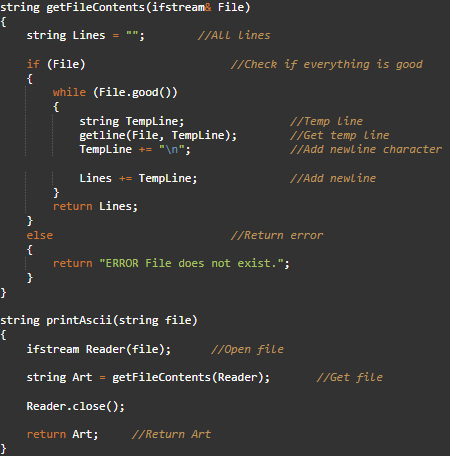 string getFileContents(ifstream& File)
{
string Lines = ""; //All lines
if (File) //Check if everything is good
{
while (File.good())
{
string TempLine; //Temp line
getline(File, TempLine); //Get temp line
TempLine += "\n"; //Add newline character
Lines += TempLine; //Add newline
}
return Lines;
}
else //Return error
{
return "ERROR File does not exist.";
}
}
string printAscii(string file)
{
ifstream Reader(file); //Open file
string Art = getFileContents(Reader); //Get file
Reader.close();
return Art; //Return Art
}